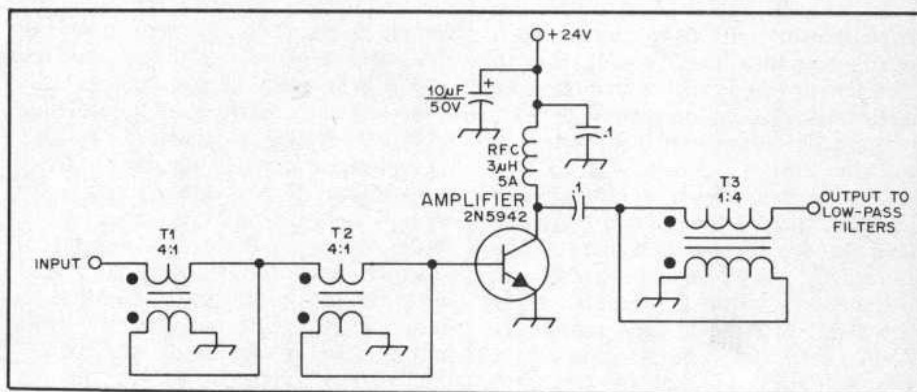 +24V
10µF
50V
.1
RFC
3µH
5A
AMPLIFIER
2N5942
.1
T1
4:1
T2
4:1
T3
1:4
INPUT
OUTPUT TO
LOW-PASS
FILTERS
+